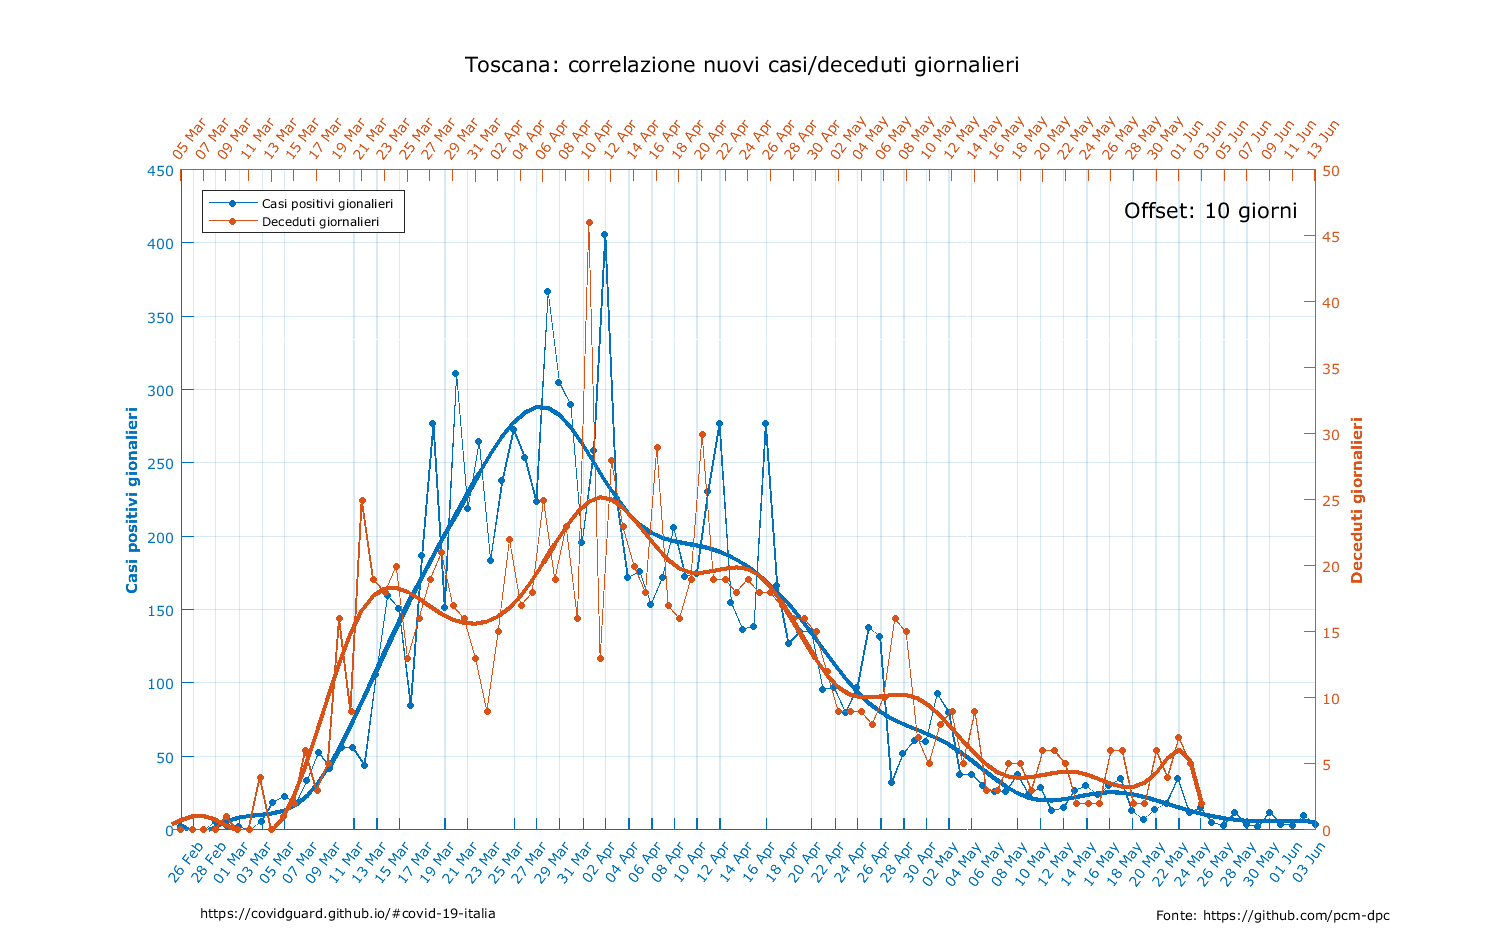 Toscana: correlazione nuovi casi/deceduti giornalieri
05 Mar 07 Mar 09 Mar 11 Mar 13 Mar 15 Mar 17 Mar 19 Mar 21 Mar 23 Mar 25 Mar 27 Mar 29 Mar 31 Mar 02 Apr 04 Apr 06 Apr 08 Apr 10 Apr 12 Apr 14 Apr 16 Apr 18 Apr 20 Apr 22 Apr 24 Apr 26 Apr 28 Apr 30 Apr 02 May 04 May 06 May 08 May 10 May 12 May 14 May 16 May 18 May 20 May 22 May 24 May 26 May 28 May 30 May 01 Jun 03 Jun 05 Jun 07 Jun 09 Jun 11 Jun 13 Jun
Casi positivi gionalieri
450
400
350
300
250
200
150
100
50
0
Casi positivi gionalieri
Deceduti giornalieri
Offset: 10 giorni
50
45
40
35
30
25
20
15
10
5
0
Deceduti giornalieri
26 Feb 28 Feb 01 Mar 03 Mar 05 Mar 07 Mar 09 Mar 11 Mar 13 Mar 15 Mar 17 Mar 19 Mar 21 Mar 23 Mar 25 Mar 27 Mar 29 Mar 31 Mar 02 Apr 04 Apr 06 Apr 08 Apr 10 Apr 12 Apr 14 Apr 16 Apr 18 Apr 20 Apr 22 Apr 24 Apr 26 Apr 28 Apr 30 Apr 02 May 04 May 06 May 08 May 10 May 12 May 14 May 16 May 18 May 20 May 22 May 24 May 26 May 28 May 30 May 01 Jun 03 Jun
https://covidguard.github.io/#covid-19-italia
Fonte: https://github.com/pcm-dpc